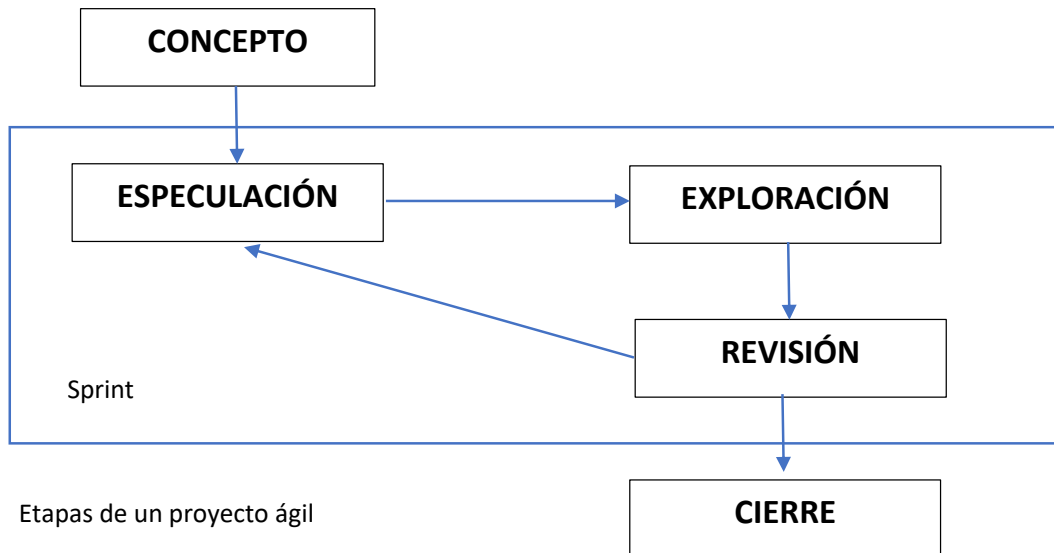 CONCEPTO
ESPECULACIÓN
EXPLORACIÓN
REVISIÓN
Sprint
Etapas de un proyecto ágil
CIERRE